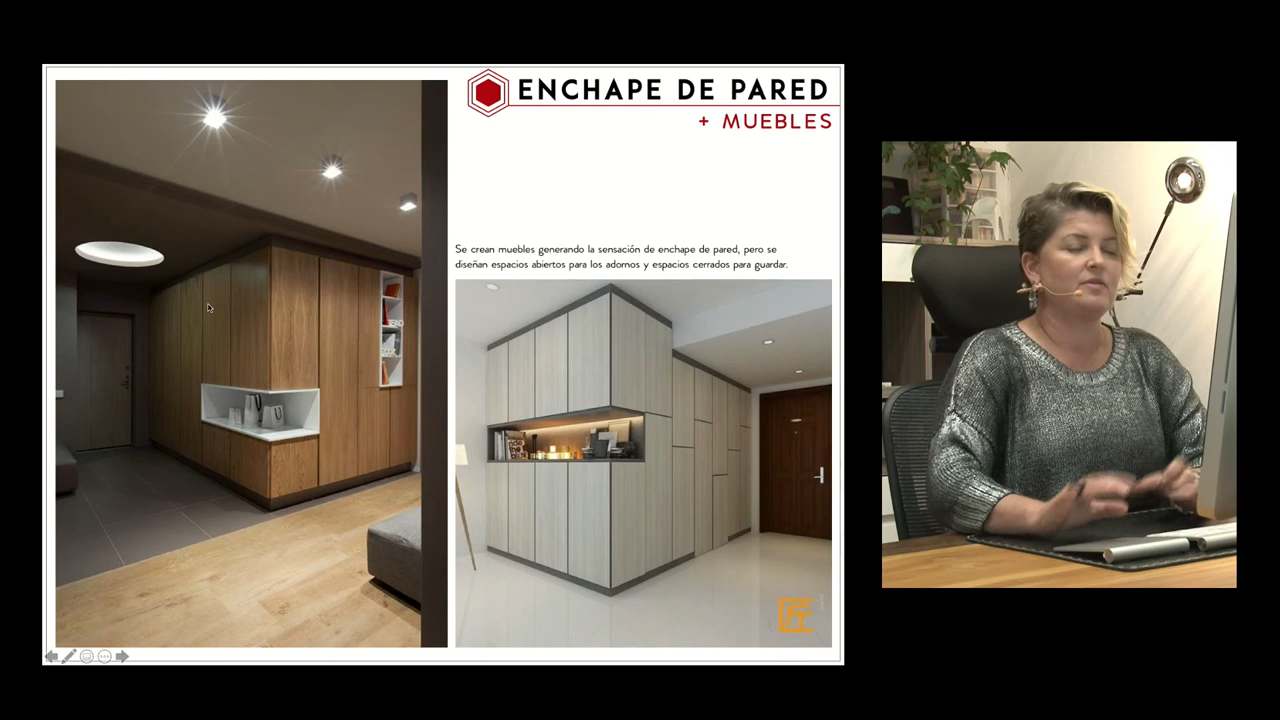 ENCHAPE DE PARED
+ MUEBLES
Se crean muebles generando la sensación de enchape de pared, pero se
diseñan espacios abiertos para los adornos y espacios cerrados para guardar.
匠